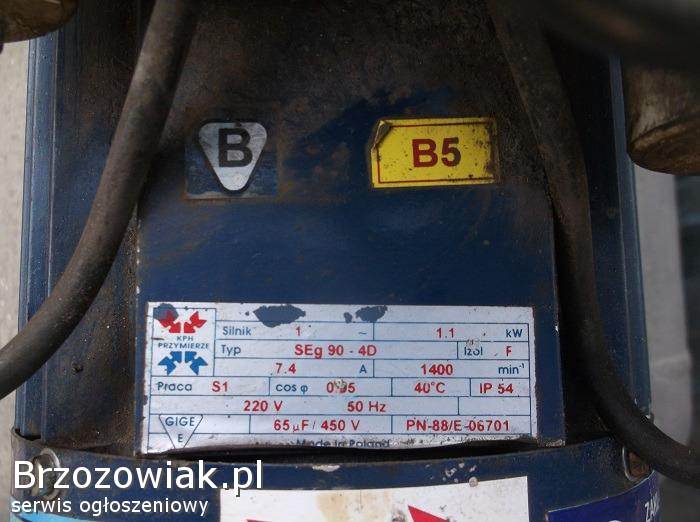 B
B5
KPH
PRZYMIERZE
Silnik 1 ~ 1.1 kW
Typ SEg 90 - 4D Izol F
7.4 A 1400 min⁻¹
Praca S1 cos φ 0.95 40°C IP 54
220 V 50 Hz
GIGE
E
65 µF / 450 V PN-88/E-06701
Made in Poland
Brzozowiak.pl
serwis ogłoszeniowy